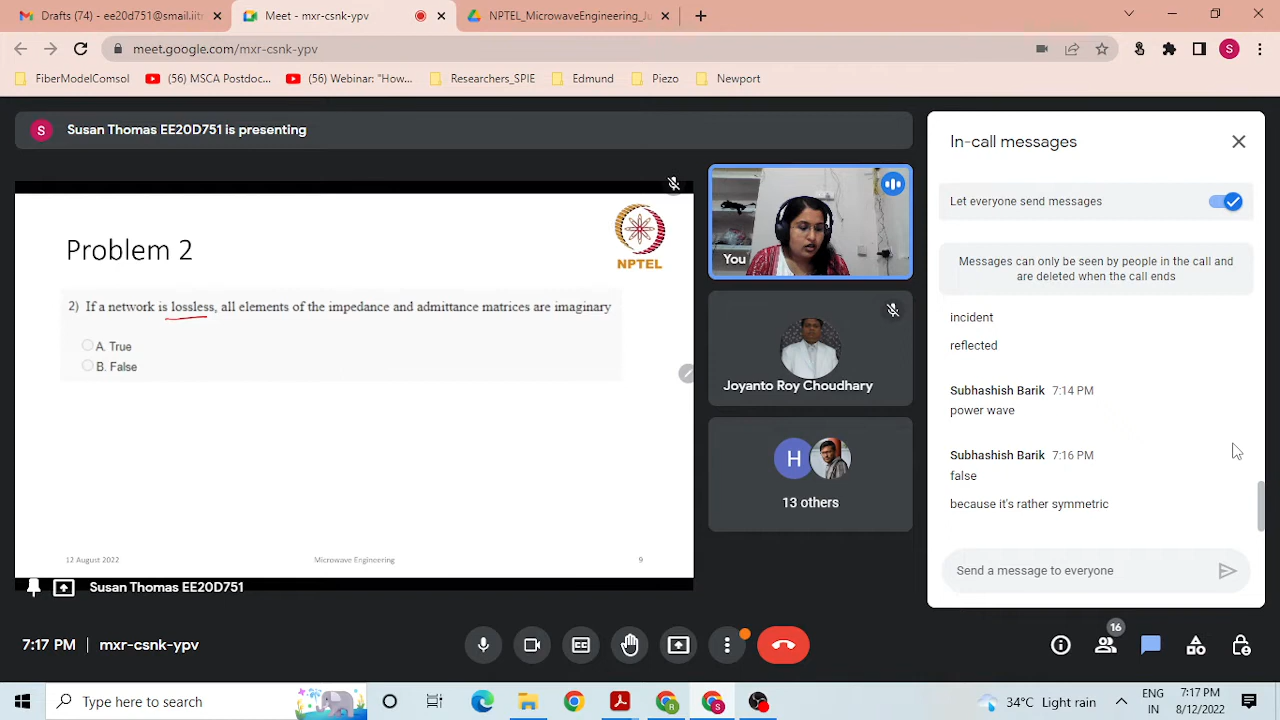 Drafts (74) - ee20d751@smail.iitm
Meet - mxr-csnk-ypv
NPTEL_MicrowaveEngineering_Ju
meet.google.com/mxr-csnk-ypv
FiberModelComsol
(56) MSCA Postdoc...
(56) Webinar: "How...
Researchers_SPIE
Edmund
Piezo
Newport
S
S Susan Thomas EE20D751 is presenting
Problem 2
NPTEL
2) If a network is lossless, all elements of the impedance and admittance matrices are imaginary
A. True
B. False
12 August 2022
Microwave Engineering
9
Susan Thomas EE20D751
You
Joyanto Roy Choudhary
H
13 others
In-call messages
Let everyone send messages
Messages can only be seen by people in the call and
are deleted when the call ends
incident
reflected
Subhashish Barik 7:14 PM
power wave
Subhashish Barik 7:16 PM
false
because it's rather symmetric
Send a message to everyone
7:17 PM | mxr-csnk-ypv
16
Type here to search
34°C Light rain
ENG
IN
7:17 PM
8/12/2022